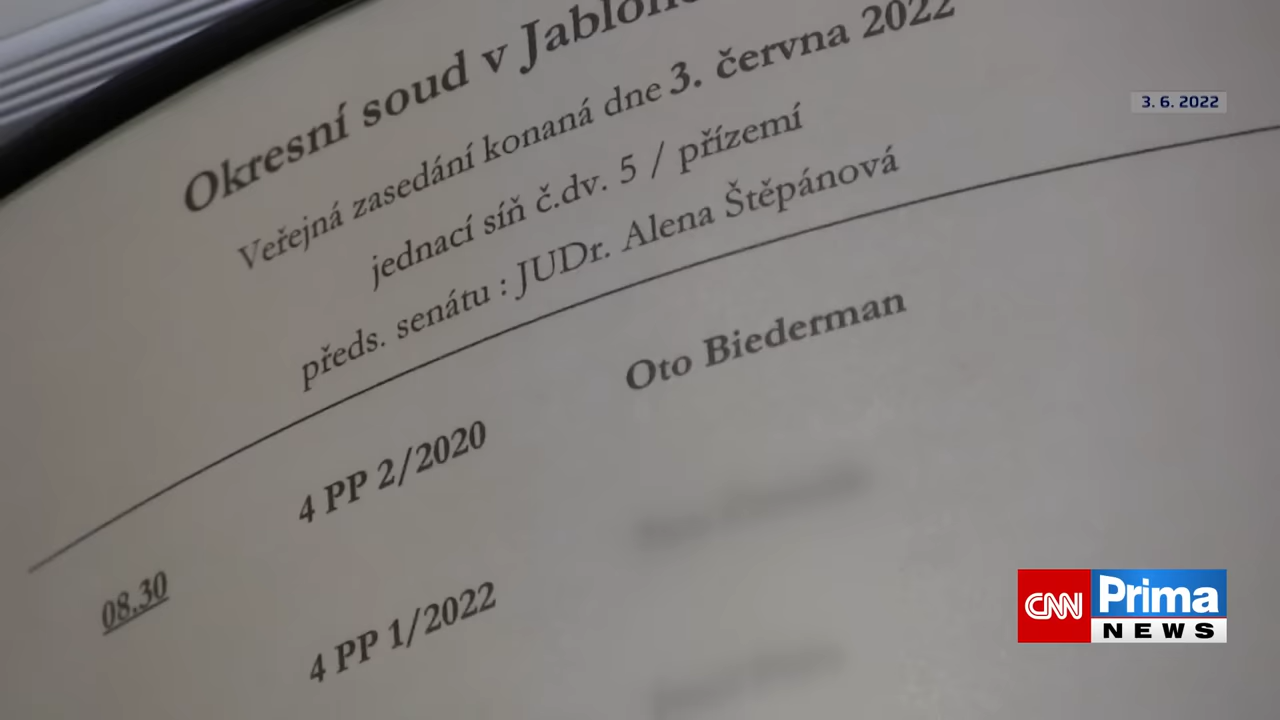 Okresní soud v
Veřejná zasedání konaná dne 3. června 2022
jednací síň č.dv. 5 / přízemí
předs. senátu : JUDr. Alena Štěpánová
Oto Biederman
4 PP 2/2020
08.30
4 PP 1/2022
3. 6. 2022
CNN Prima
NEWS